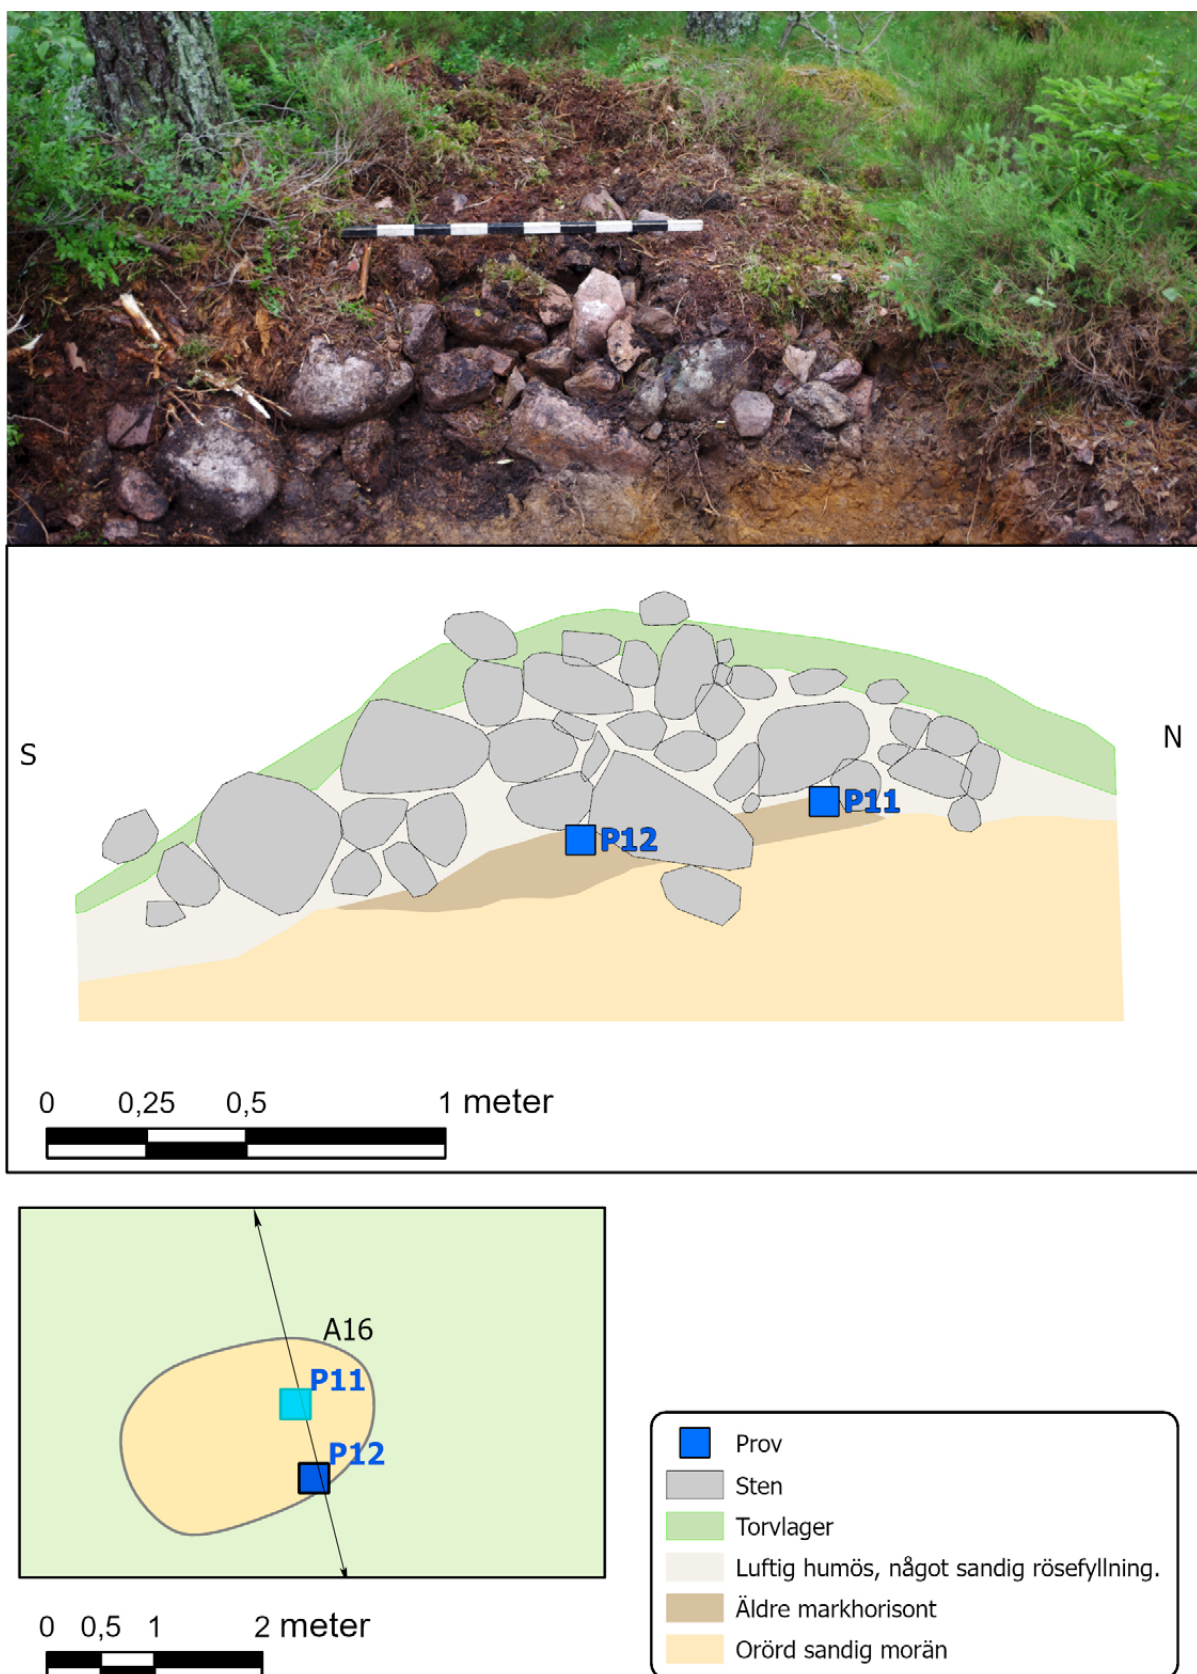 S
N
P11
P12
0 0,25 0,5 1 meter
A16
P11
P12
0 0,5 1 2 meter
Prov
Sten
Torvlager
Luftig humös, något sandig rösefyllning.
Äldre markhorisont
Orörd sandig morän